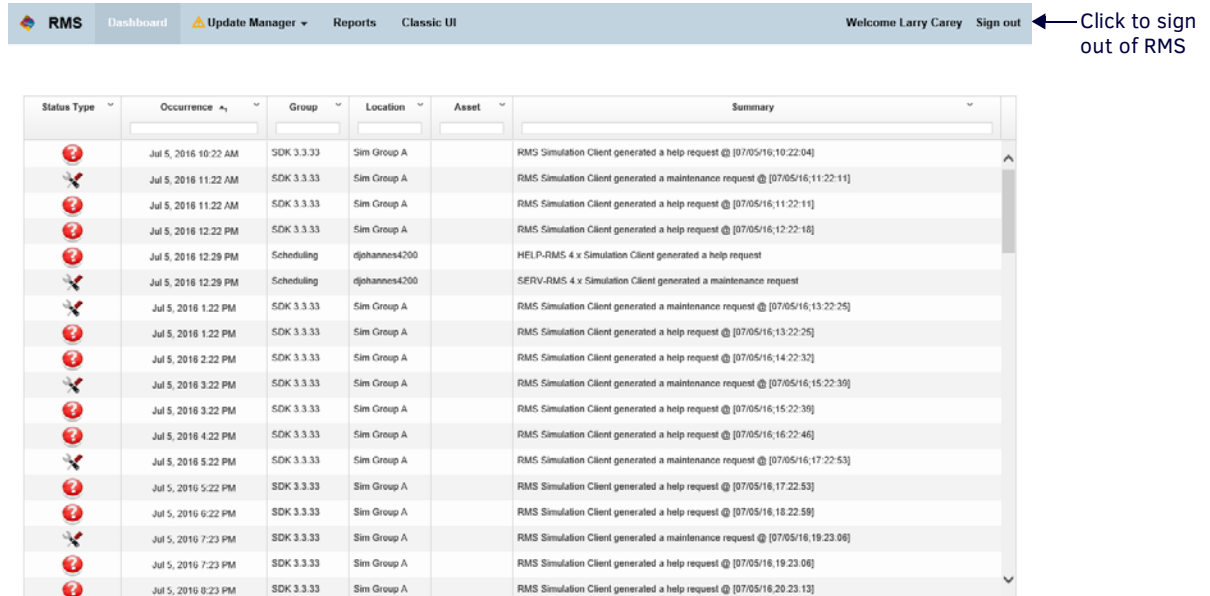 RMS Dashboard Update Manager Reports Classic UI Welcome Larry Carey Sign out
Click to sign
out of RMS
Status Type Occurrence Group Location Asset Summary
Jul 5, 2016 10:22 AM SDK 3.3.33 Sim Group A RMS Simulation Client generated a help request @ [07/05/16;10:22:04]
Jul 5, 2016 11:22 AM SDK 3.3.33 Sim Group A RMS Simulation Client generated a maintenance request @ [07/05/16;11:22:11]
Jul 5, 2016 11:22 AM SDK 3.3.33 Sim Group A RMS Simulation Client generated a help request @ [07/05/16;11:22:11]
Jul 5, 2016 12:22 PM SDK 3.3.33 Sim Group A RMS Simulation Client generated a help request @ [07/05/16;12:22:18]
Jul 5, 2016 12:29 PM Scheduling djohannes4200 HELP-RMS 4.x Simulation Client generated a help request
Jul 5, 2016 12:29 PM Scheduling djohannes4200 SERV-RMS 4.x Simulation Client generated a maintenance request
Jul 5, 2016 1:22 PM SDK 3.3.33 Sim Group A RMS Simulation Client generated a maintenance request @ [07/05/16;13:22:25]
Jul 5, 2016 1:22 PM SDK 3.3.33 Sim Group A RMS Simulation Client generated a help request @ [07/05/16;13:22:25]
Jul 5, 2016 2:22 PM SDK 3.3.33 Sim Group A RMS Simulation Client generated a help request @ [07/05/16;14:22:32]
Jul 5, 2016 3:22 PM SDK 3.3.33 Sim Group A RMS Simulation Client generated a maintenance request @ [07/05/16;15:22:39]
Jul 5, 2016 3:22 PM SDK 3.3.33 Sim Group A RMS Simulation Client generated a help request @ [07/05/16;15:22:39]
Jul 5, 2016 4:22 PM SDK 3.3.33 Sim Group A RMS Simulation Client generated a help request @ [07/05/16;16:22:46]
Jul 5, 2016 5:22 PM SDK 3.3.33 Sim Group A RMS Simulation Client generated a maintenance request @ [07/05/16;17:22:53]
Jul 5, 2016 5:22 PM SDK 3.3.33 Sim Group A RMS Simulation Client generated a help request @ [07/05/16;17:22:53]
Jul 5, 2016 6:22 PM SDK 3.3.33 Sim Group A RMS Simulation Client generated a help request @ [07/05/16;18:22:59]
Jul 5, 2016 7:23 PM SDK 3.3.33 Sim Group A RMS Simulation Client generated a maintenance request @ [07/05/16;19:23:06]
Jul 5, 2016 7:23 PM SDK 3.3.33 Sim Group A RMS Simulation Client generated a help request @ [07/05/16;19:23:06]
Jul 5, 2016 8:23 PM SDK 3.3.33 Sim Group A RMS Simulation Client generated a help request @ [07/05/16;20:23:13]